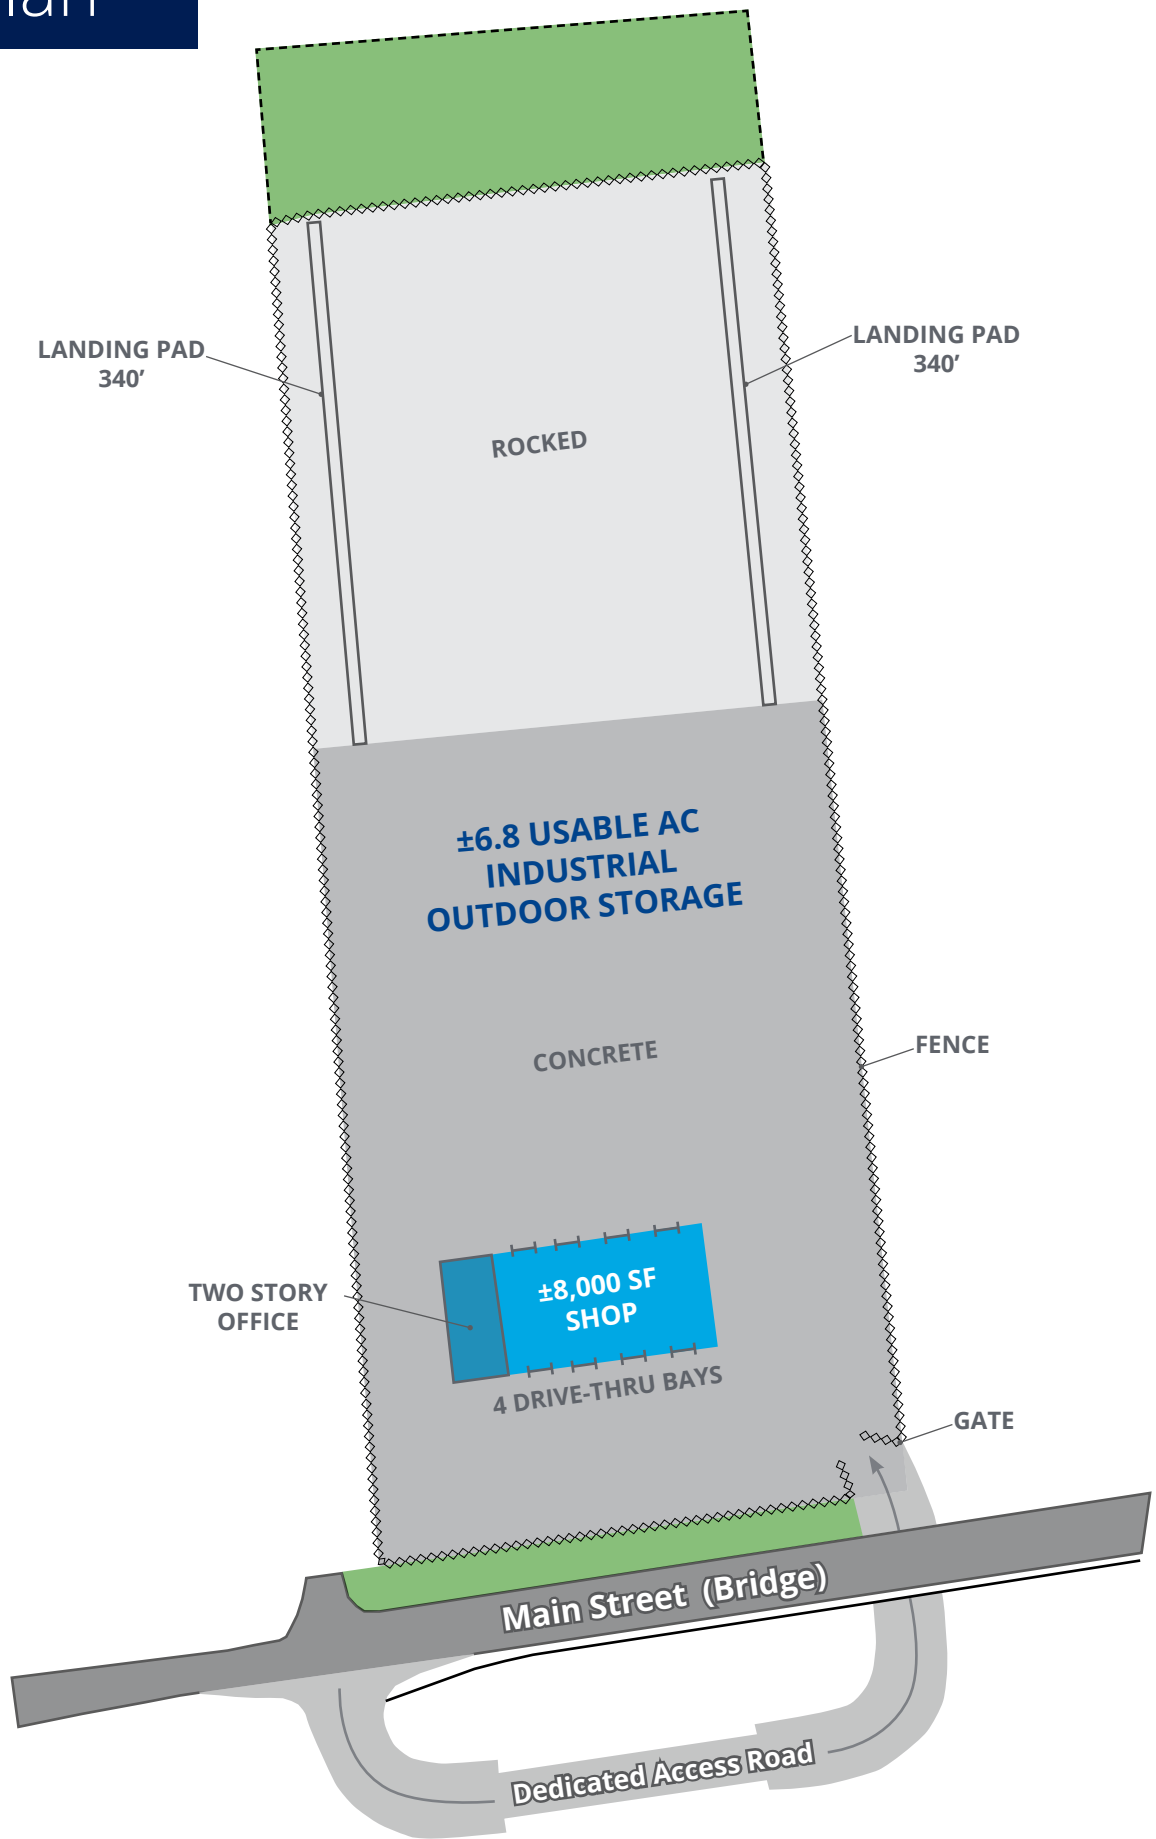 LANDING PAD
340’
LANDING PAD
340’
ROCKED
±6.8 USABLE AC
INDUSTRIAL
OUTDOOR STORAGE
CONCRETE
FENCE
TWO STORY
OFFICE
±8,000 SF
SHOP
4 DRIVE-THRU BAYS
GATE
Main Street (Bridge)
Dedicated Access Road